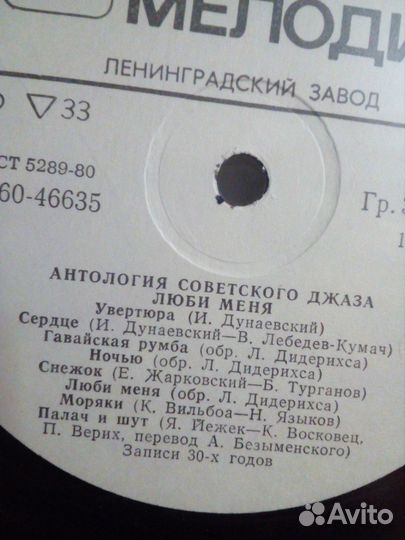 МЕЛОДИ
ЛЕНИНГРАДСКИЙ ЗАВОД
33
СТ 5289-80
60-46635
Гр.
1
АНТОЛОГИЯ СОВЕТСКОГО ДЖАЗА
ЛЮБИ МЕНЯ
Увертюра (И. Дунаевский)
Сердце (И. Дунаевский—В. Лебедев-Кумач)
Гавайская румба (обр. Л. Дидерихса)
Ночью (обр. Л. Дидерихса)
Снежок (Е. Жарковский—Б. Турганов)
Люби меня (обр. Л. Дидерихса)
Моряки (К. Вильбоа—Н. Языков)
Палач и шут (Я. Йежек—К. Восковец,
П. Верих, перевод А. Безыменского)
Записи 30-х годов
Avito